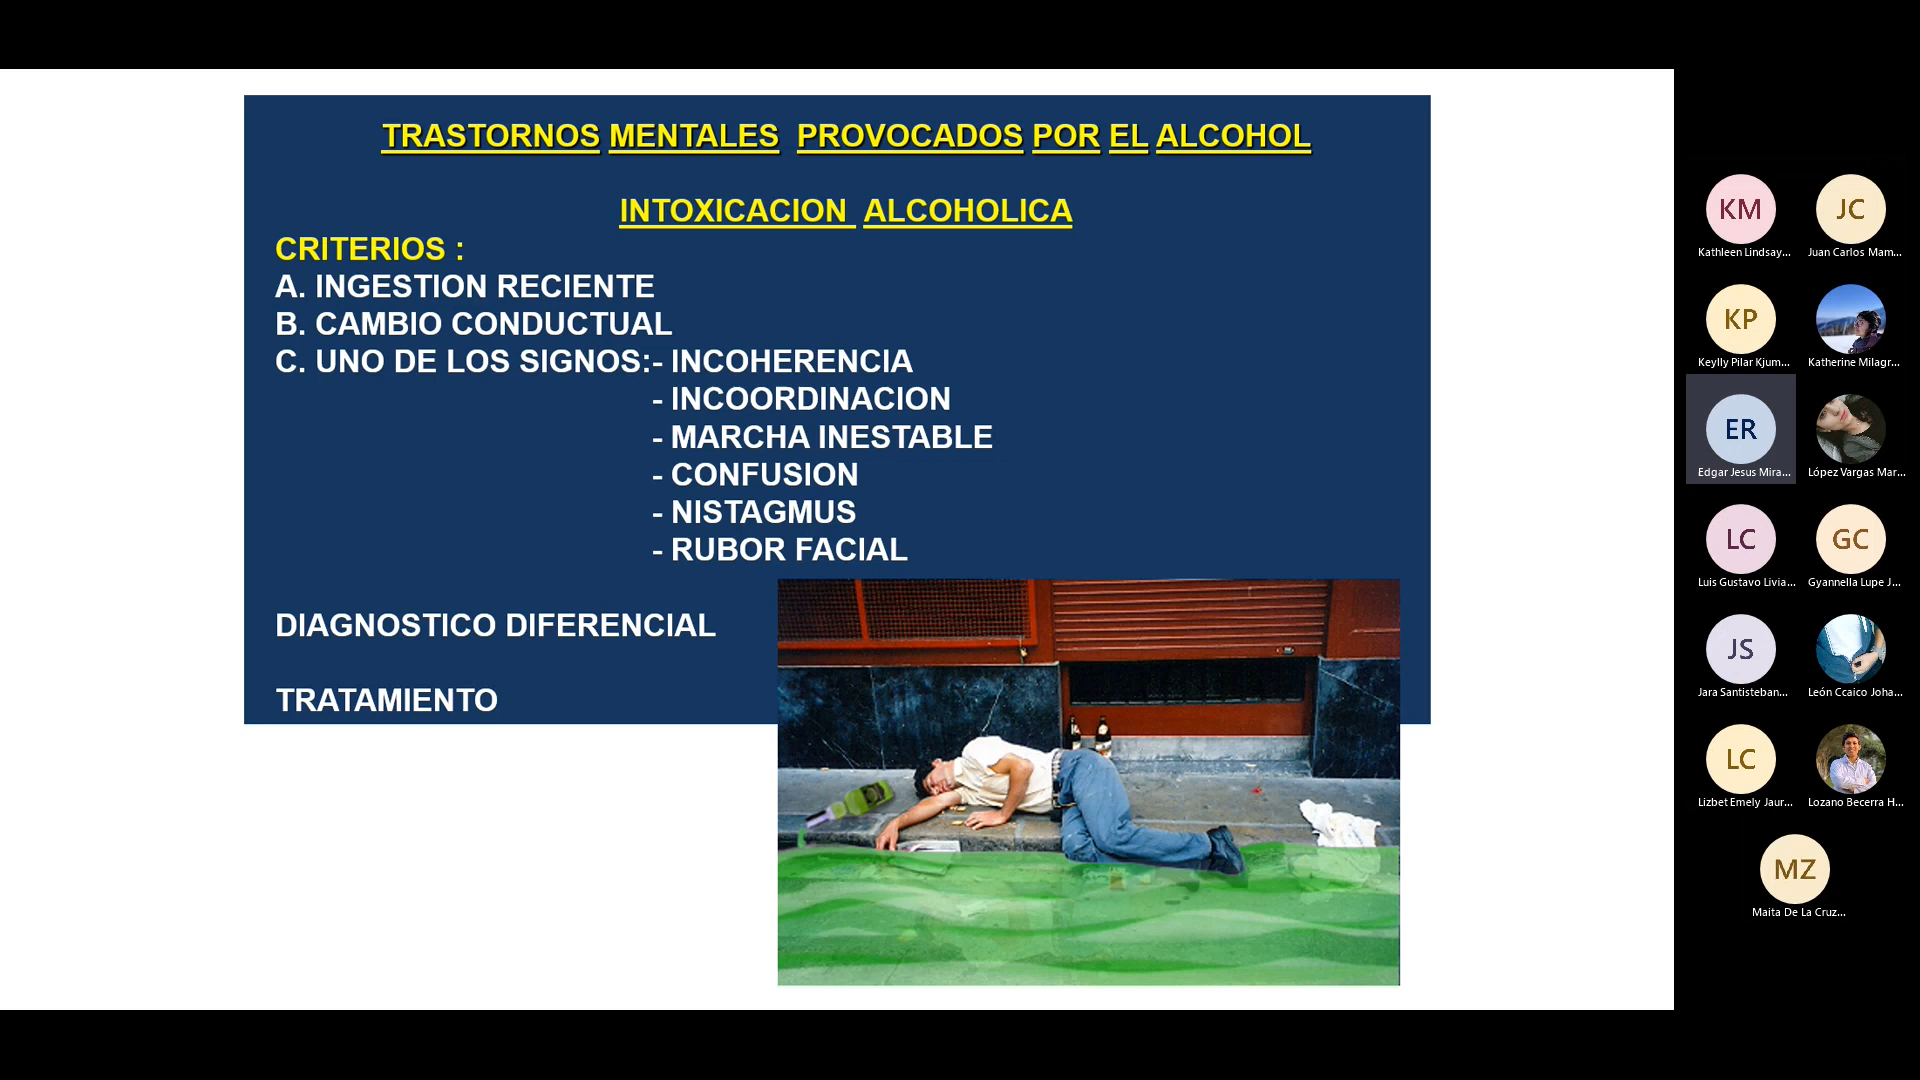 TRASTORNOS MENTALES PROVOCADOS POR EL ALCOHOL
INTOXICACION ALCOHOLICA
CRITERIOS :
A. INGESTION RECIENTE
B. CAMBIO CONDUCTUAL
C. UNO DE LOS SIGNOS:- INCOHERENCIA
- INCOORDINACION
- MARCHA INESTABLE
- CONFUSION
- NISTAGMUS
- RUBOR FACIAL
DIAGNOSTICO DIFERENCIAL
TRATAMIENTO
KM
Kathleen Lindsay...
JC
Juan Carlos Mam...
KP
Keylly Pilar Kjum...
Katherine Milagr...
ER
Edgar Jesus Mira...
López Vargas Mar...
LC
Luis Gustavo Livia...
GC
Gyannella Lupe J...
JS
Jara Santisteban...
León Ccaico Joha...
LC
Lizbet Emely Jaur...
Lozano Becerra H...
MZ
Maita De La Cruz...